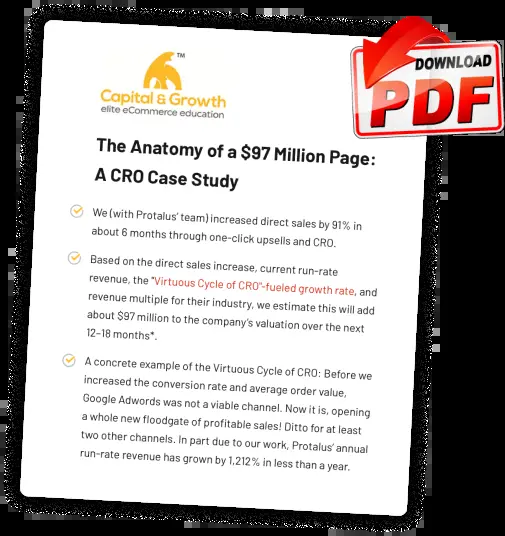 DOWNLOAD
PDF
TM
Capital & Growth
elite eCommerce education
The Anatomy of a $97 Million Page:
A CRO Case Study
We (with Protalus' team) increased direct sales by 91% in
about 6 months through one-click upsells and CRO.
Based on the direct sales increase, current run-rate
revenue, the "Virtuous Cycle of CRO"-fueled growth rate, and
revenue multiple for their industry, we estimate this will add
about $97 million to the company's valuation over the next
12–18 months*.
A concrete example of the Virtuous Cycle of CRO: Before we
increased the conversion rate and average order value,
Google Adwords was not a viable channel. Now it is, opening
a whole new floodgate of profitable sales! Ditto for at least
two other channels. In part due to our work, Protalus' annual
run-rate revenue has grown by 1,212% in less than a year.